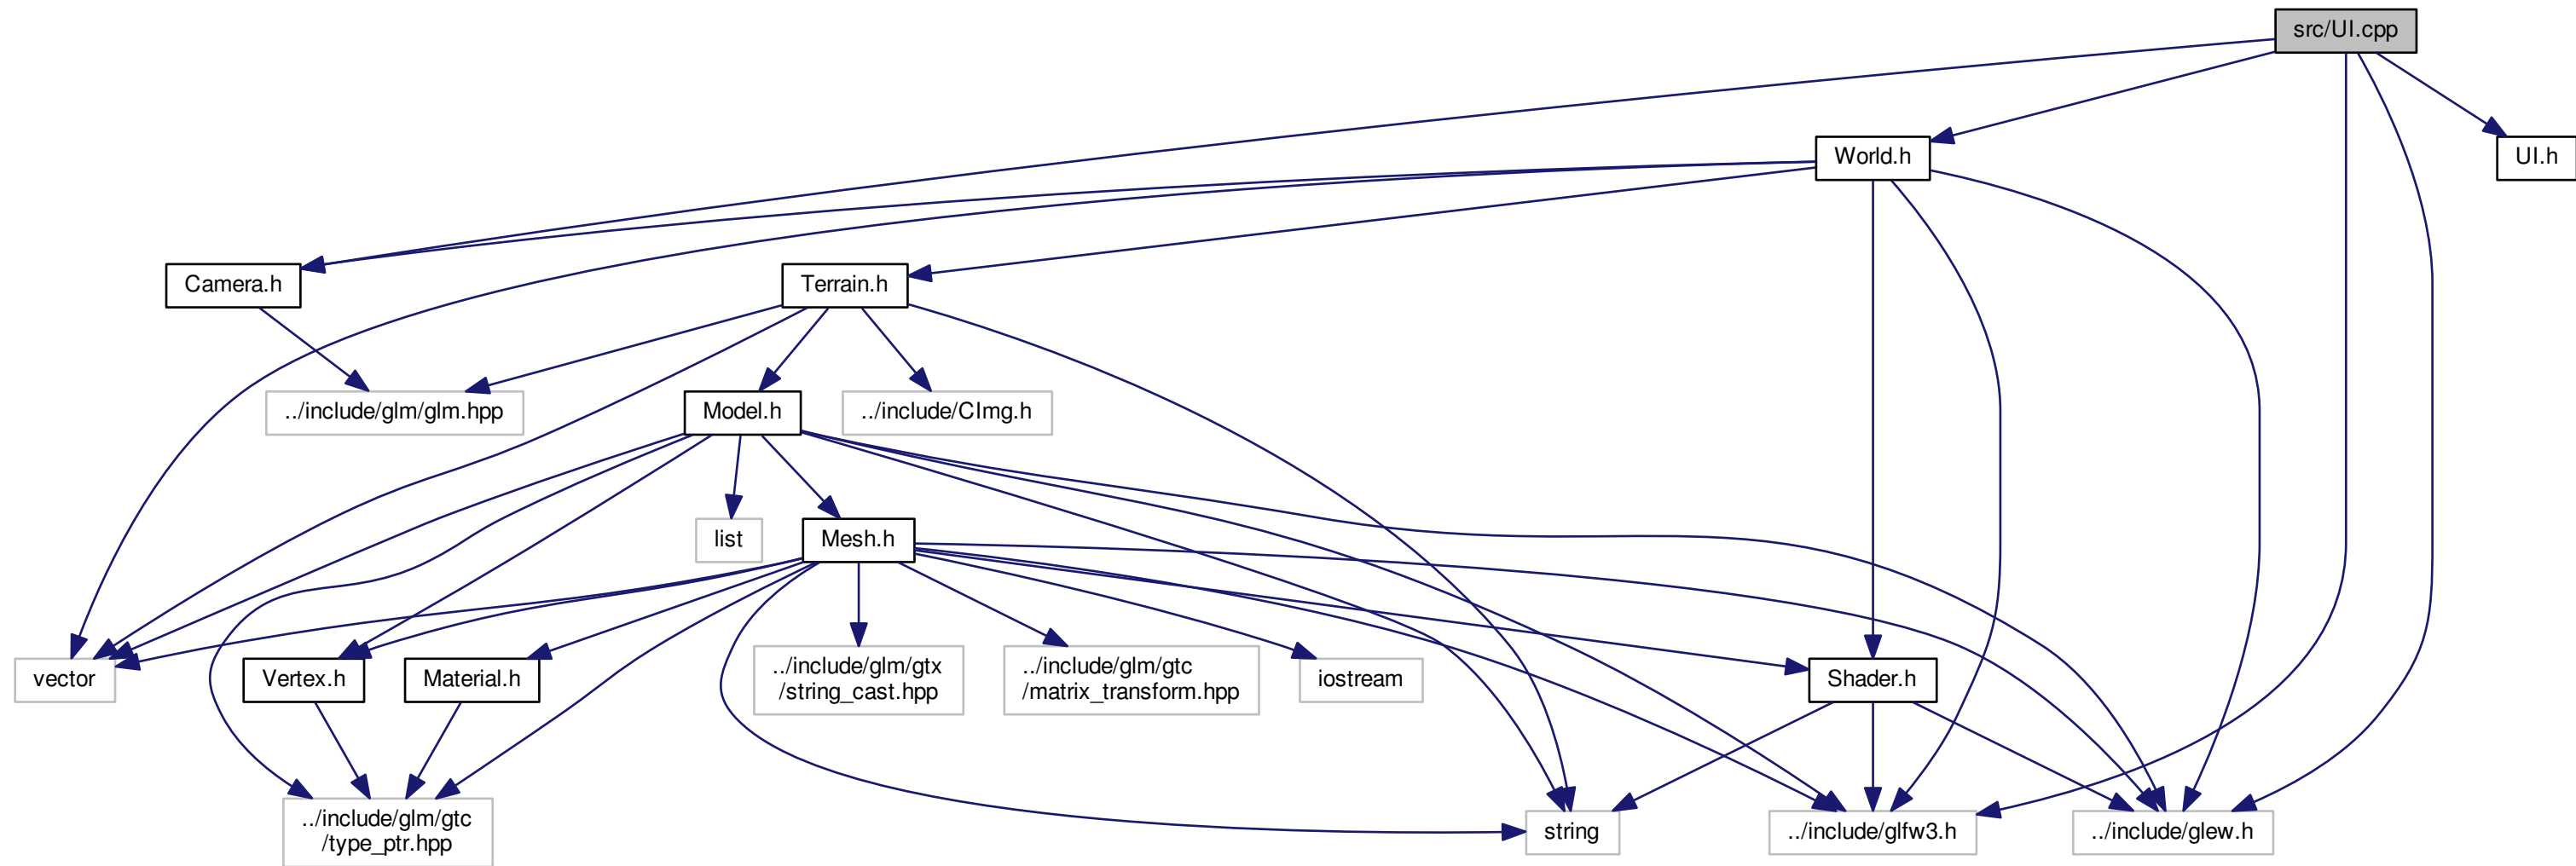 src/UI.cpp
World.h
UI.h
Camera.h
Terrain.h
../include/glm/glm.hpp
Model.h
../include/CImg.h
list
Mesh.h
vector
Vertex.h
Material.h
../include/glm/gtx
/string_cast.hpp
../include/glm/gtc
/matrix_transform.hpp
iostream
Shader.h
../include/glm/gtc
/type_ptr.hpp
string
../include/glfw3.h
../include/glew.h